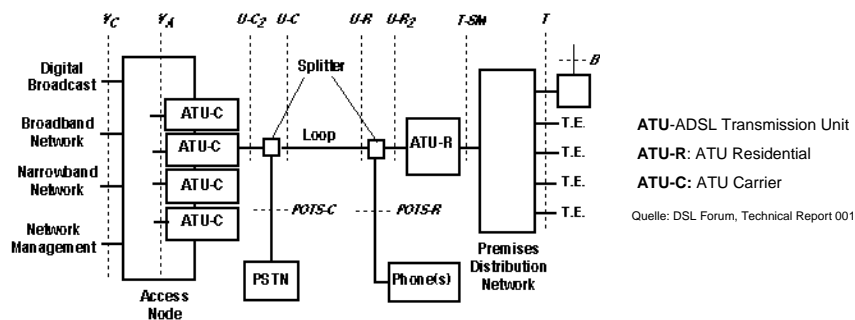 V_C V_A U-C₂ U-C U-R U-R₂ T-SM T
B
Digital
Broadcast
Broadband
Network
Narrowband
Network
Network
Management
ATU-C
ATU-C
ATU-C
ATU-C
Access
Node
Splitter
Loop
POTS-C
POTS-R
PSTN
Phone(s)
ATU-R
Premises
Distribution
Network
T.E.
T.E.
T.E.
T.E.
ATU-ADSL Transmission Unit
ATU-R: ATU Residential
ATU-C: ATU Carrier
Quelle: DSL Forum, Technical Report 001